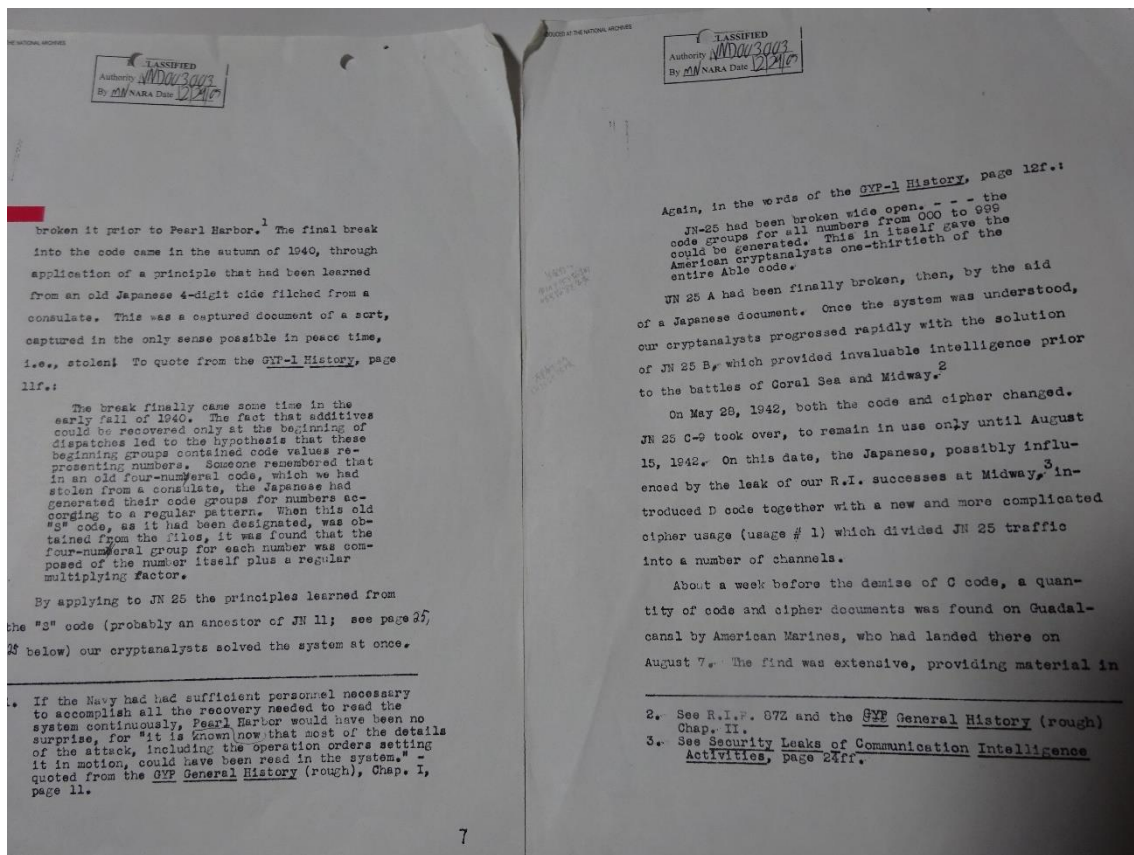 THE NATIONAL ARCHIVES
CLASSIFIED
Authority NND043003
By MN NARA Date 12/29/05
broken it prior to Pearl Harbor.1 The final break
into the code came in the autumn of 1940, through
application of a principle that had been learned
from an old Japanese 4-digit cide filched from a
consulate. This was a captured document of a sort,
captured in the only sense possible in peace time,
i.e., stolen! To quote from the GYP-1 History, page
11f.:
The break finally came some time in the
early fall of 1940. The fact that additives
could be recovered only at the beginning of
dispatches led to the hypothesis that these
beginning groups contained code values re-
presenting numbers. Someone remembered that
in an old four-numeral code, which we had
stolen from a consulate, the Japanese had
generated their code groups for numbers ac-
cording to a regular pattern. When this old
"S" code, as it had been designated, was ob-
tained from the files, it was found that the
four-numeral group for each number was com-
posed of the number itself plus a regular
multiplying factor.
By applying to JN 25 the principles learned from
the "S" code (probably an ancestor of JN 11; see page 25,
25 below) our cryptanalysts solved the system at once.
1. If the Navy had had sufficient personnel necessary
to accomplish all the recovery needed to read the
system continuously, Pearl Harbor would have been no
surprise, for "it is known now that most of the details
of the attack, including the operation orders setting
it in motion, could have been read in the system." -
quoted from the GYP General History (rough), Chap. I,
page 11.
7
AT THE NATIONAL ARCHIVES
CLASSIFIED
Authority NND043003
By MN NARA Date 12/29/05
Again, in the words of the GYP-1 History, page 12f.:
JN-25 had been broken wide open. - - - the
code groups for all numbers from 000 to 999
could be generated. This in itself gave the
American cryptanalysts one-thirtieth of the
entire Able code.
JN 25 A had been finally broken, then, by the aid
of a Japanese document. Once the system was understood,
our cryptanalysts progressed rapidly with the solution
of JN 25 B, which provided invaluable intelligence prior
to the battles of Coral Sea and Midway.2
On May 28, 1942, both the code and cipher changed.
JN 25 C-9 took over, to remain in use only until August
15, 1942. On this date, the Japanese, possibly influ-
enced by the leak of our R.I. successes at Midway,3 in-
troduced D code together with a new and more complicated
cipher usage (usage # 1) which divided JN 25 traffic
into a number of channels.
About a week before the demise of C code, a quan-
tity of code and cipher documents was found on Guadal-
canal by American Marines, who had landed there on
August 7. The find was extensive, providing material in
2. See R.I.P. 87Z and the GYP General History (rough)
Chap. II.
3. See Security Leaks of Communication Intelligence
Activities, page 24ff.